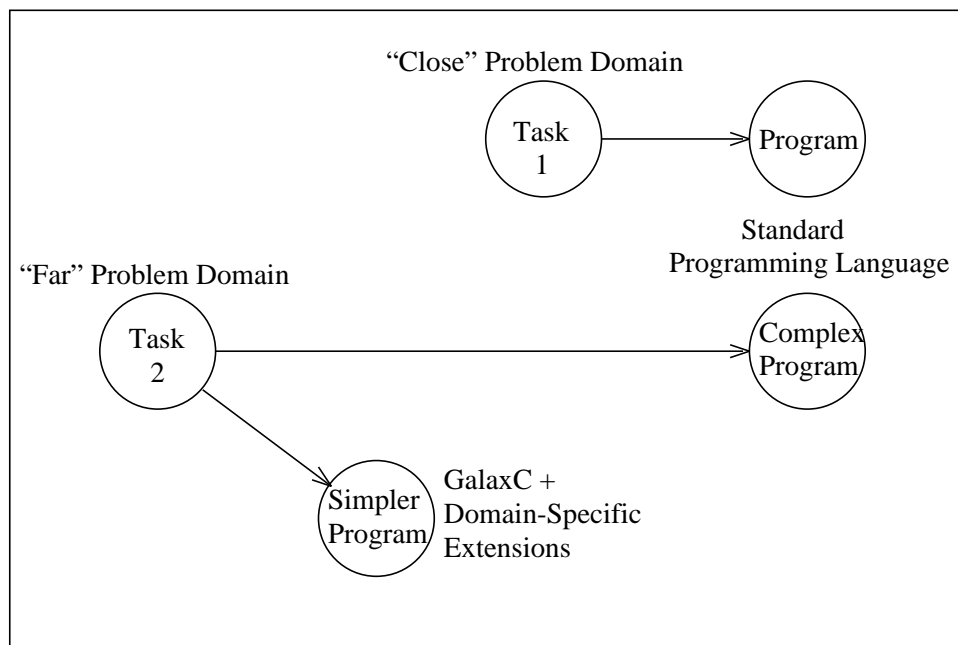 “Close” Problem Domain
Task
1
Program
Standard
Programming Language
“Far” Problem Domain
Task
2
Complex
Program
Simpler
Program
GalaxC +
Domain-Specific
Extensions